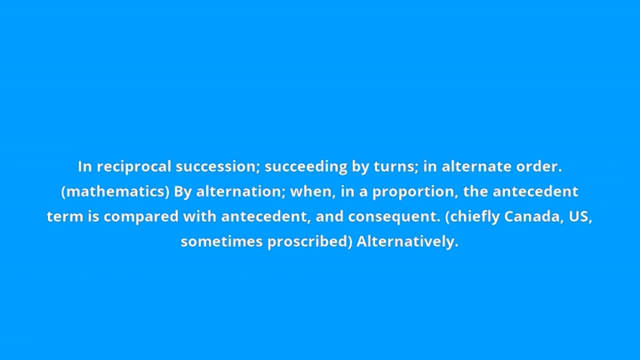 In reciprocal succession; succeeding by turns; in alternate order.
(mathematics) By alternation; when, in a proportion, the antecedent
term is compared with antecedent, and consequent. (chiefly Canada, US,
sometimes proscribed) Alternatively.